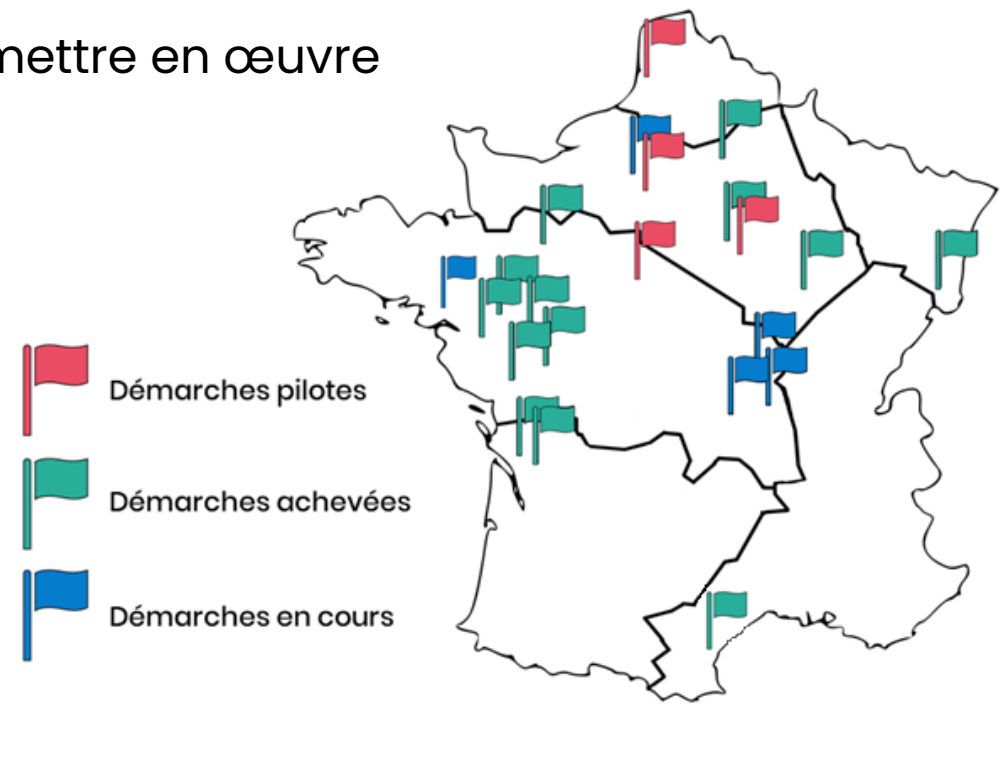 mettre en œuvre
Démarches pilotes
Démarches achevées
Démarches en cours